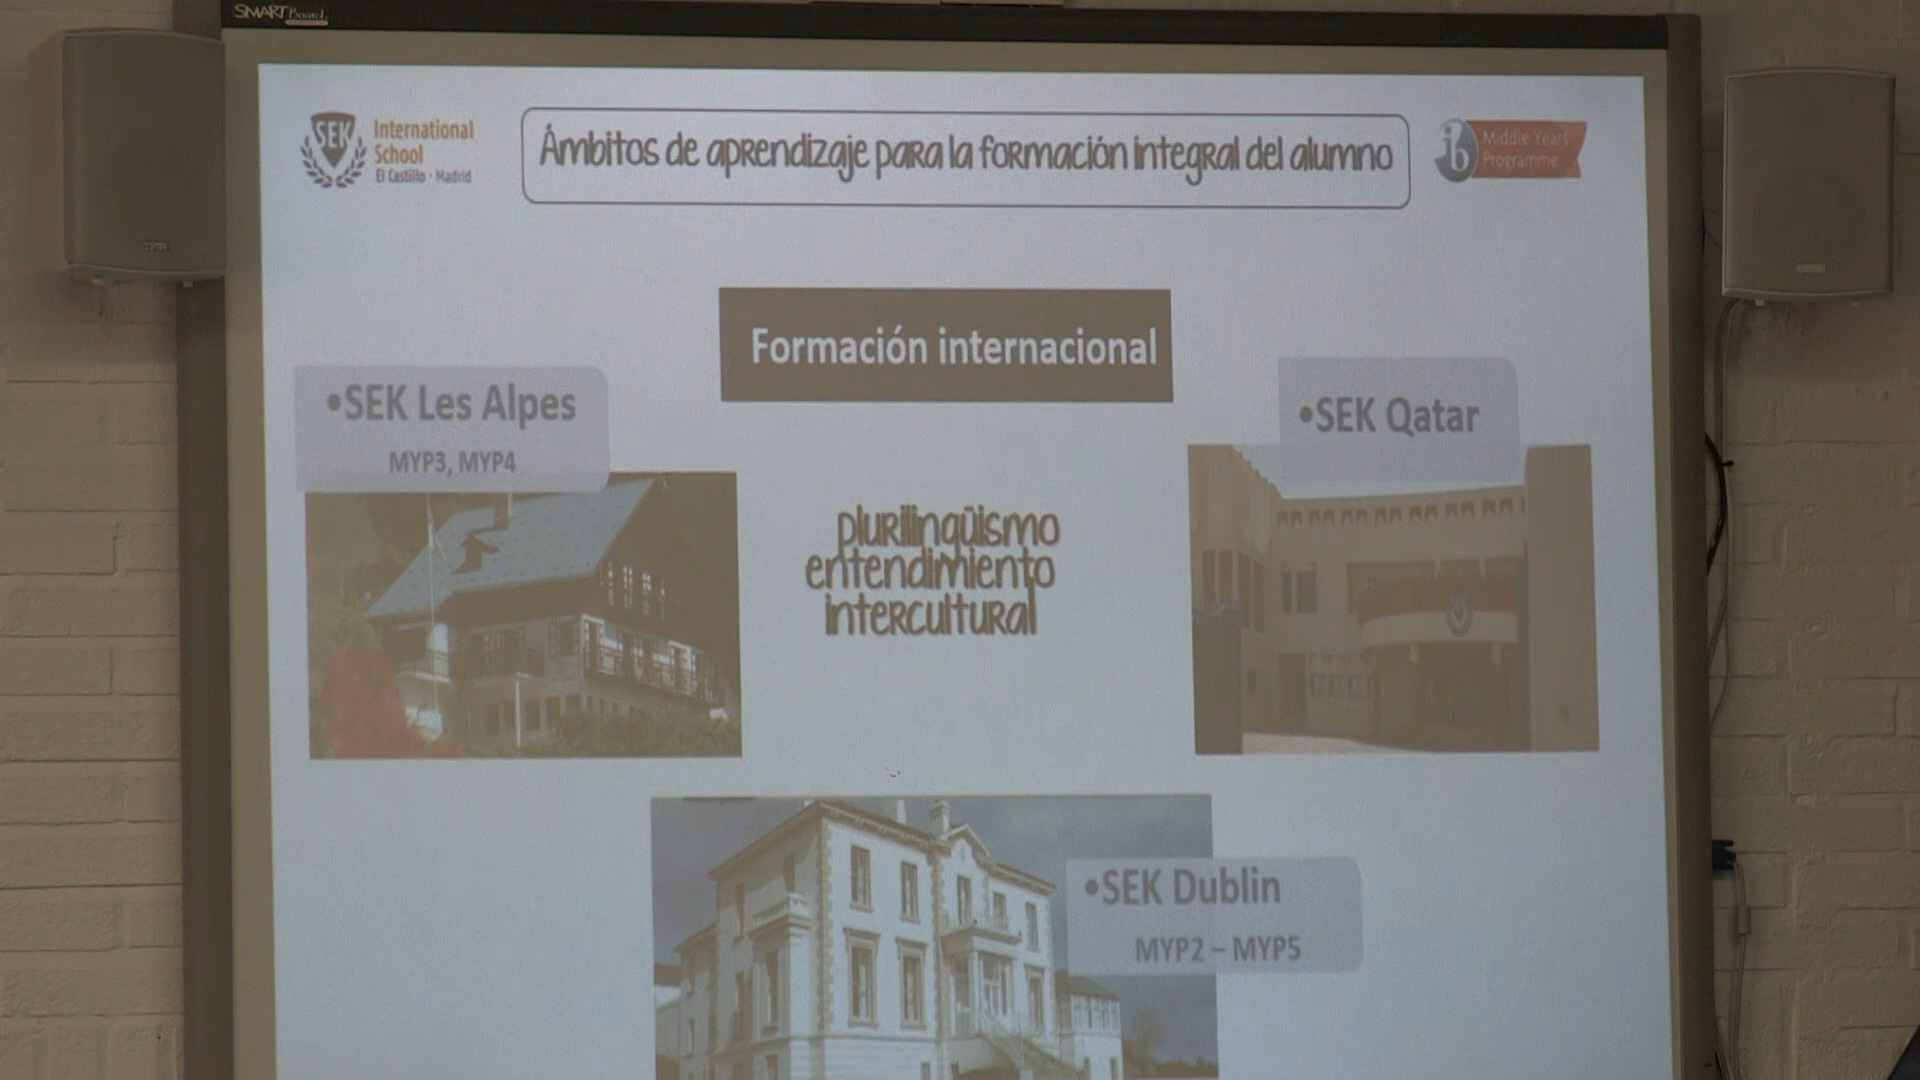 SMART Board
SEK
International
School
El Castillo - Madrid
Ámbitos de aprendizaje para la formación integral del alumno
ib
Middle Years
Programme
Formación internacional
•SEK Les Alpes
MYP3, MYP4
•SEK Qatar
plurilingüismo
entendimiento
intercultural
•SEK Dublin
MYP2 – MYP5